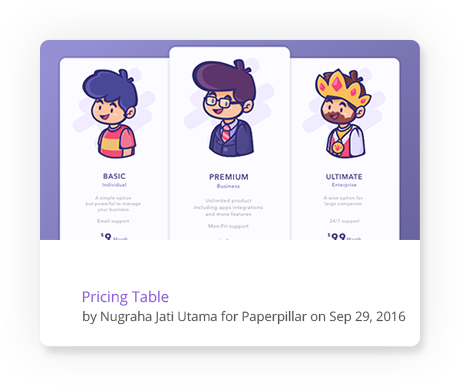 BASIC
Individual
A simple option
but powerful to manage
your business
Email support
$9 Month
PREMIUM
Business
Unlimited product
including apps integrations
and more features
Mon-Fri support
ULTIMATE
Enterprise
A wise option for
large companies
24/7 support
$99 Month
Pricing Table
by Nugraha Jati Utama for Paperpillar on Sep 29, 2016